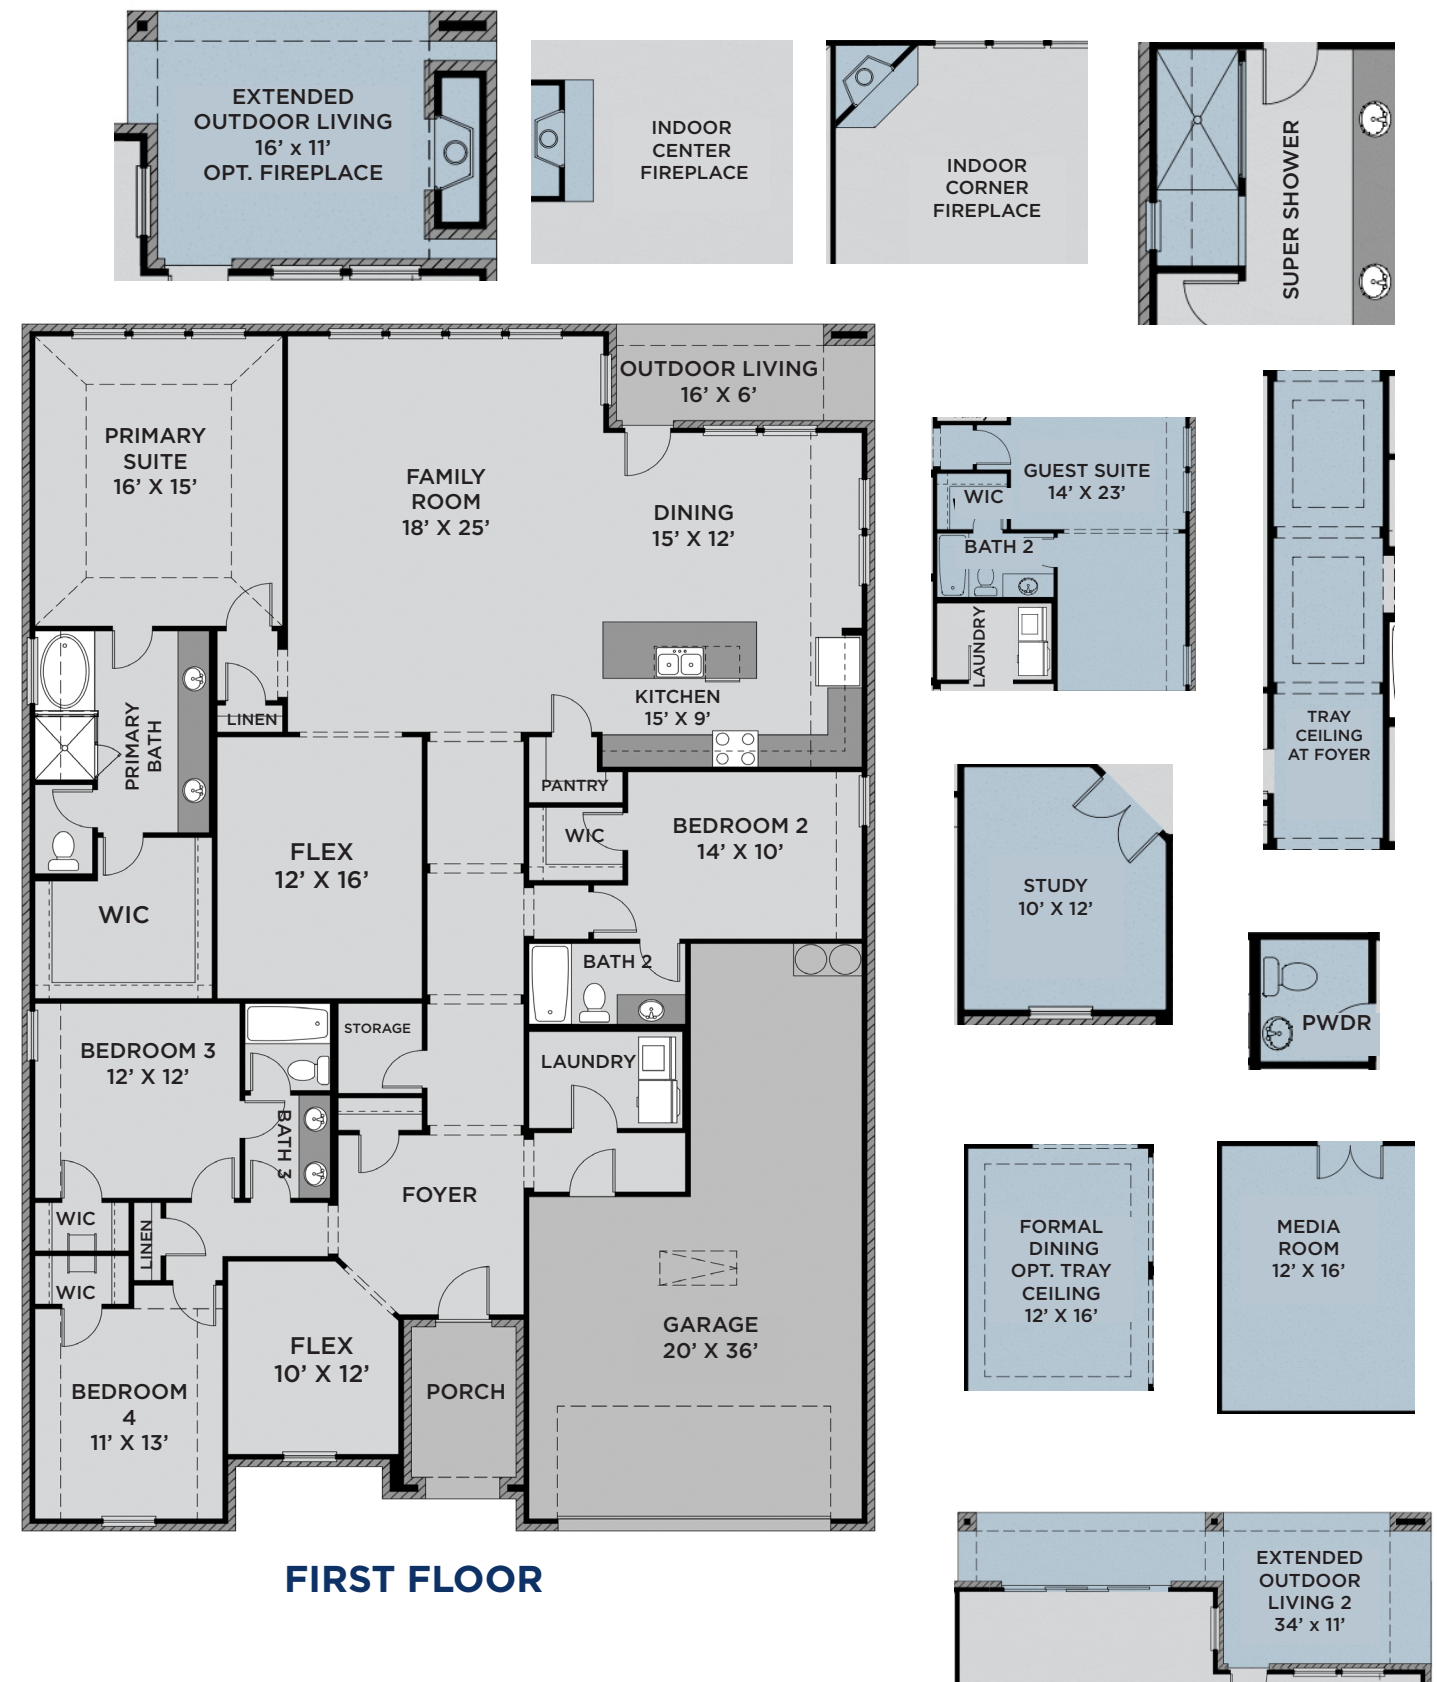 EXTENDED
OUTDOOR LIVING
16’ x 11’
OPT. FIREPLACE
INDOOR
CENTER
FIREPLACE
INDOOR
CORNER
FIREPLACE
SUPER SHOWER
OUTDOOR LIVING
16’ X 6’
PRIMARY
SUITE
16’ X 15’
FAMILY
ROOM
18’ X 25’
DINING
15’ X 12’
KITCHEN
15’ X 9’
LINEN
PRIMARY
BATH
PANTRY
WIC
BEDROOM 2
14’ X 10’
FLEX
12’ X 16’
WIC
BATH 2
STORAGE
BEDROOM 3
12’ X 12’
LAUNDRY
BATH 3
FOYER
WIC
LINEN
WIC
FLEX
10’ X 12’
GARAGE
20’ X 36’
BEDROOM
4
11’ X 13’
PORCH
FIRST FLOOR
GUEST SUITE
14’ X 23’
WIC
BATH 2
LAUNDRY
TRAY
CEILING
AT FOYER
STUDY
10’ X 12’
PWDR
FORMAL
DINING
OPT. TRAY
CEILING
12’ X 16’
MEDIA
ROOM
12’ X 16’
EXTENDED
OUTDOOR
LIVING 2
34’ x 11’